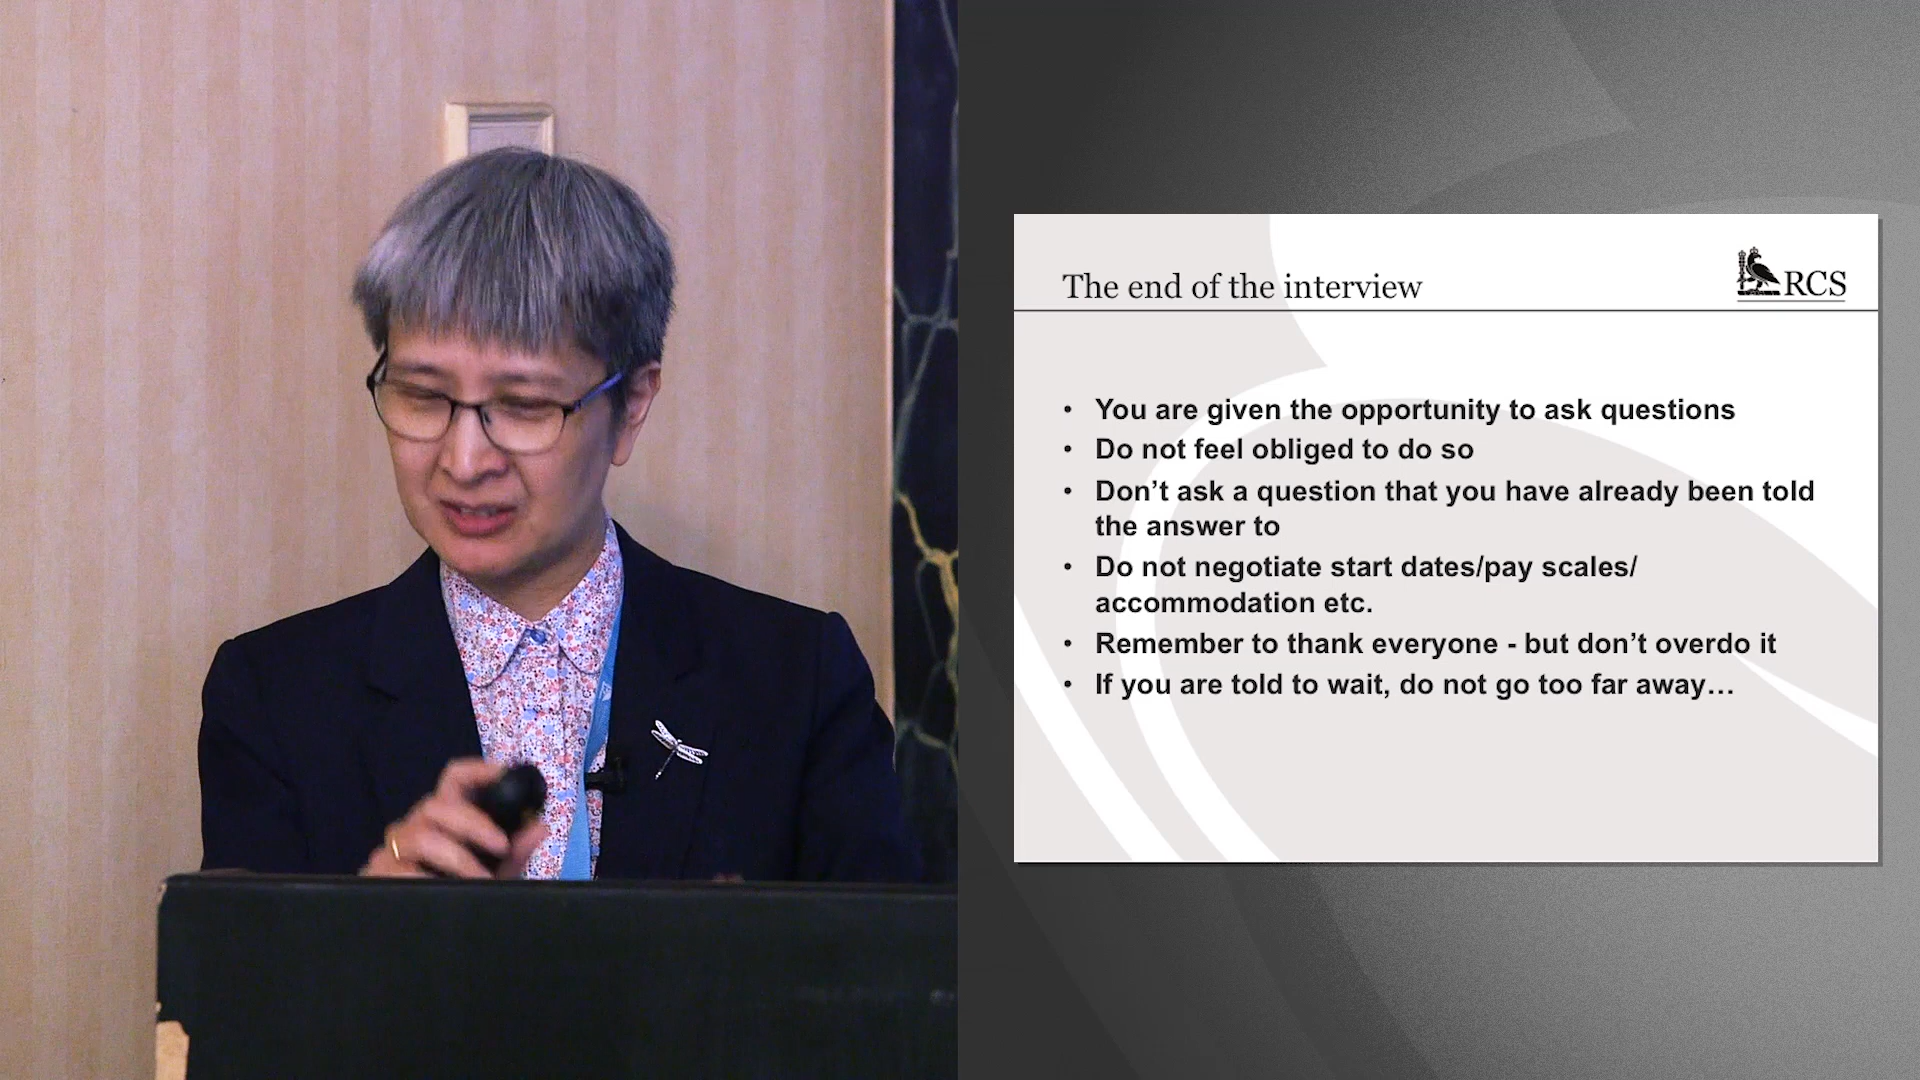 The end of the interview
RCS
• You are given the opportunity to ask questions
• Do not feel obliged to do so
• Don’t ask a question that you have already been told
the answer to
• Do not negotiate start dates/pay scales/
accommodation etc.
• Remember to thank everyone - but don’t overdo it
• If you are told to wait, do not go too far away…